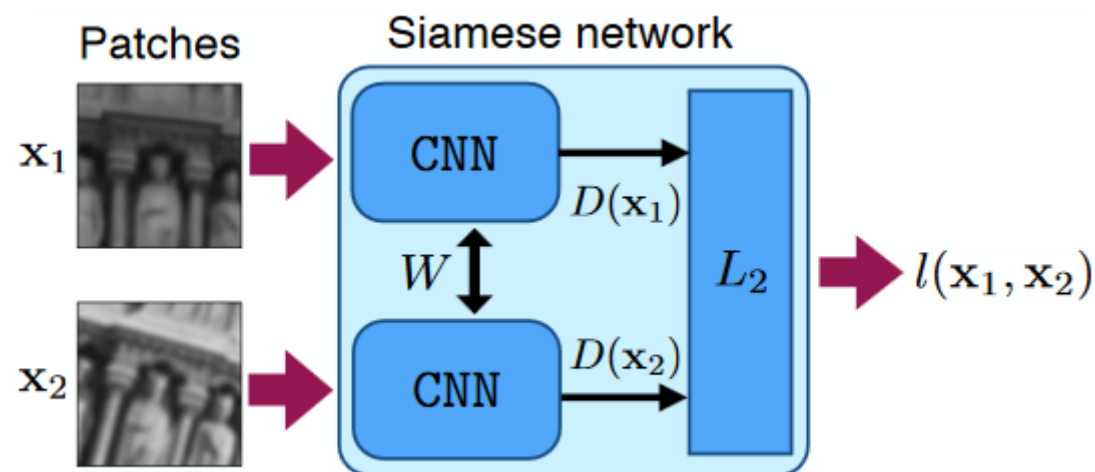 Patches
Siamese network
x₁
CNN
D(x₁)
W
L₂
l(x₁, x₂)
x₂
CNN
D(x₂)